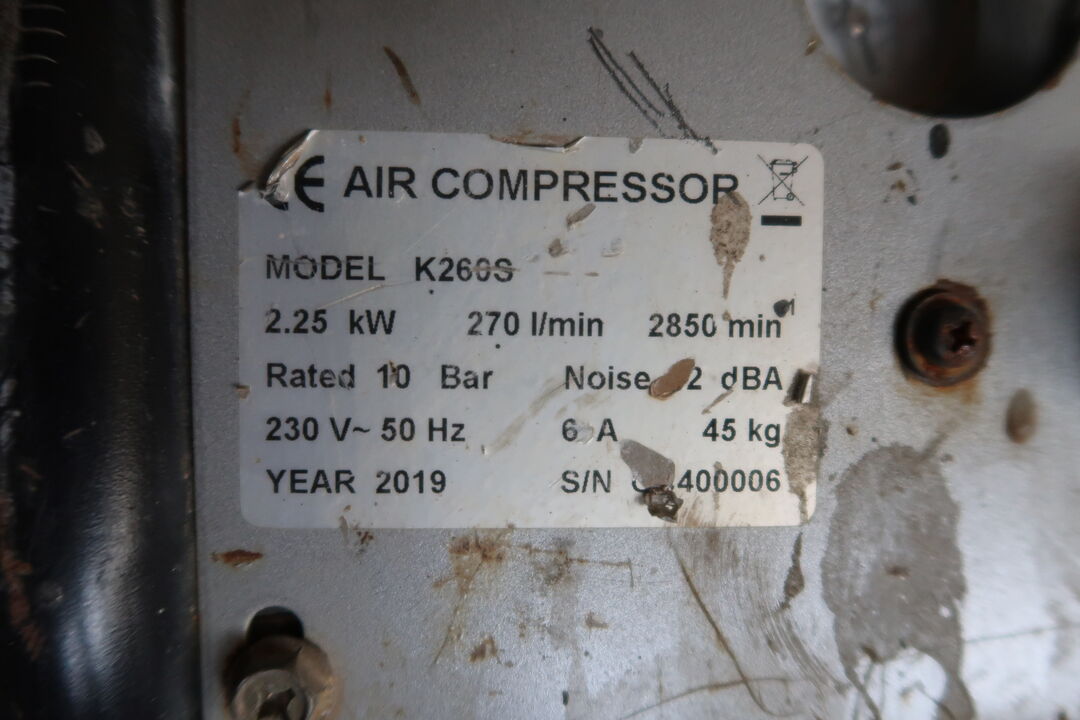 CE AIR COMPRESSOR
MODEL K260S
2.25 kW 270 l/min 2850 min
Rated 10 Bar Noise dBA
230 V~ 50 Hz 6 A 45 kg
YEAR 2019 S/N